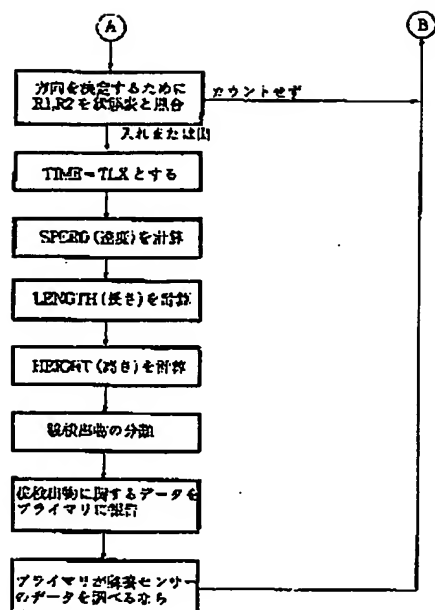 A
B
方向を決定するために
R1,R2を状態表と照合
カウントせず
入れまたは出
TIME=TLXとする
SPEED(速度)を計算
LENGTH(長さ)を計算
HEIGHT(高さ)を計算
被検出物の分類
被検出物に関するデータを
プライマリに報告
プライマリが隣接センサー
のデータを調べるなら